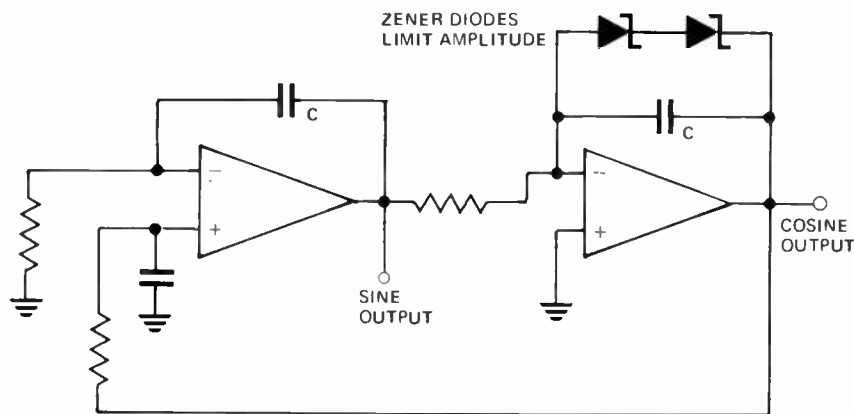 ZENER DIODES
LIMIT AMPLITUDE
C
C
–
+
--
+
SINE
OUTPUT
COSINE
OUTPUT